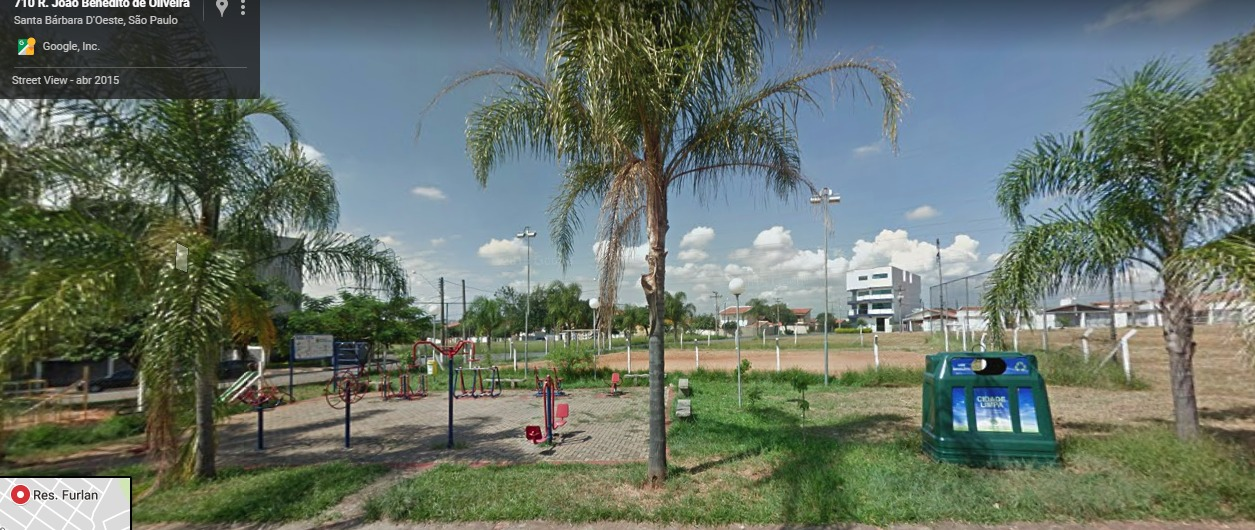 710 R. João Benedito de Oliveira
Santa Bárbara D'Oeste, São Paulo
Google, Inc.
Street View - abr 2015
CIDADE
LIMPA
Res. Furlan